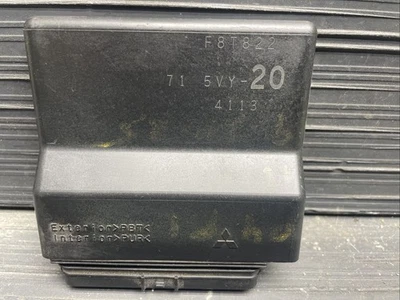 F8T822
71 5VY-20
4113
Exterior>PBT<
Interior>PUR<